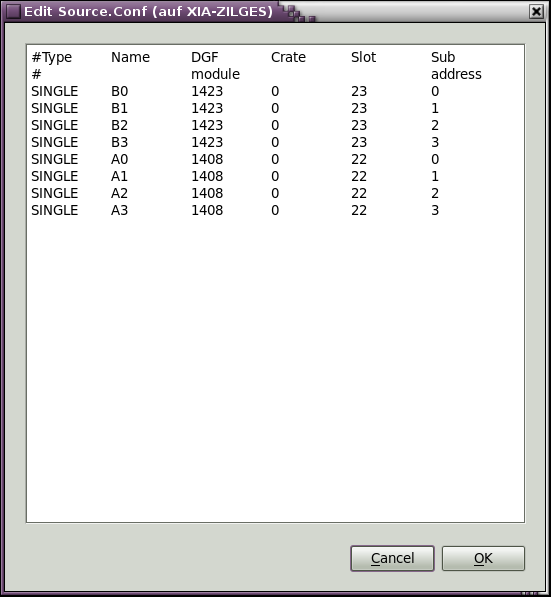 Edit Source.Conf (auf XIA-ZILGES)
#Type Name DGF Crate Slot Sub
# module address
SINGLE B0 1423 0 23 0
SINGLE B1 1423 0 23 1
SINGLE B2 1423 0 23 2
SINGLE B3 1423 0 23 3
SINGLE A0 1408 0 22 0
SINGLE A1 1408 0 22 1
SINGLE A2 1408 0 22 2
SINGLE A3 1408 0 22 3
Cancel OK